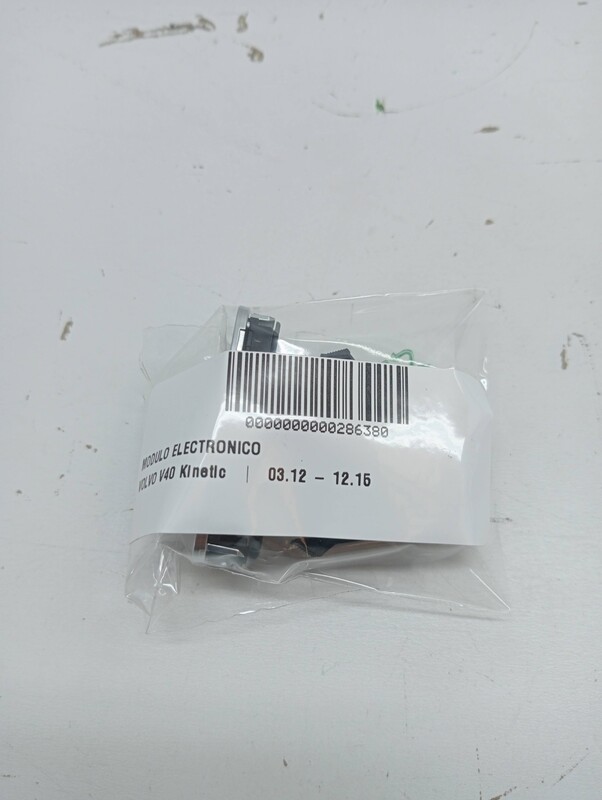 0000000000286380
MODULO ELECTRONICO
VOLVO V40 Kinetic | 03.12 - 12.15